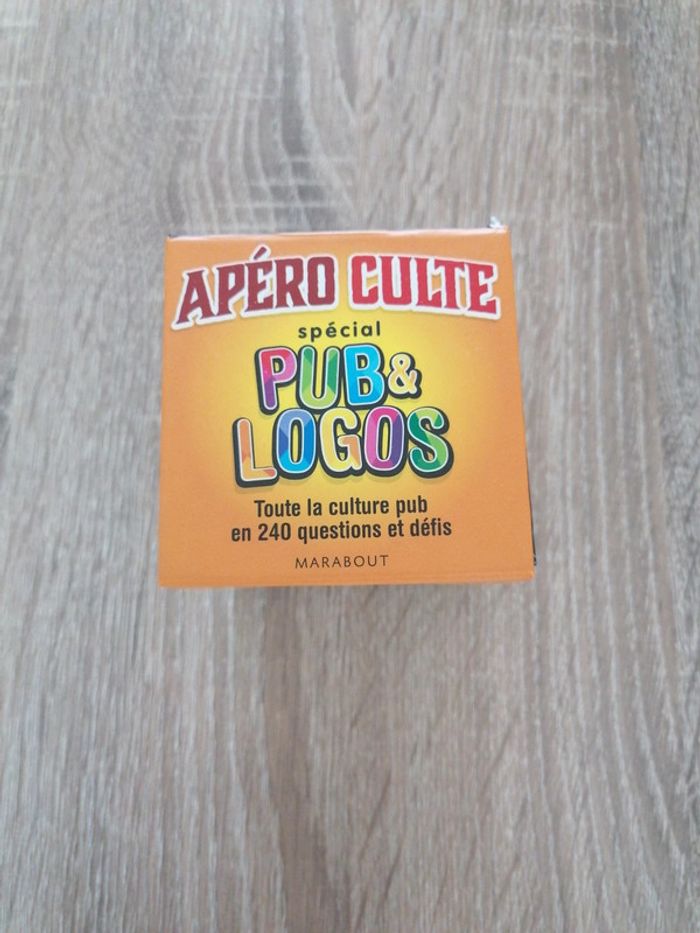 APÉRO CULTE
spécial
PUB &
LOGOS
Toute la culture pub
en 240 questions et défis
MARABOUT